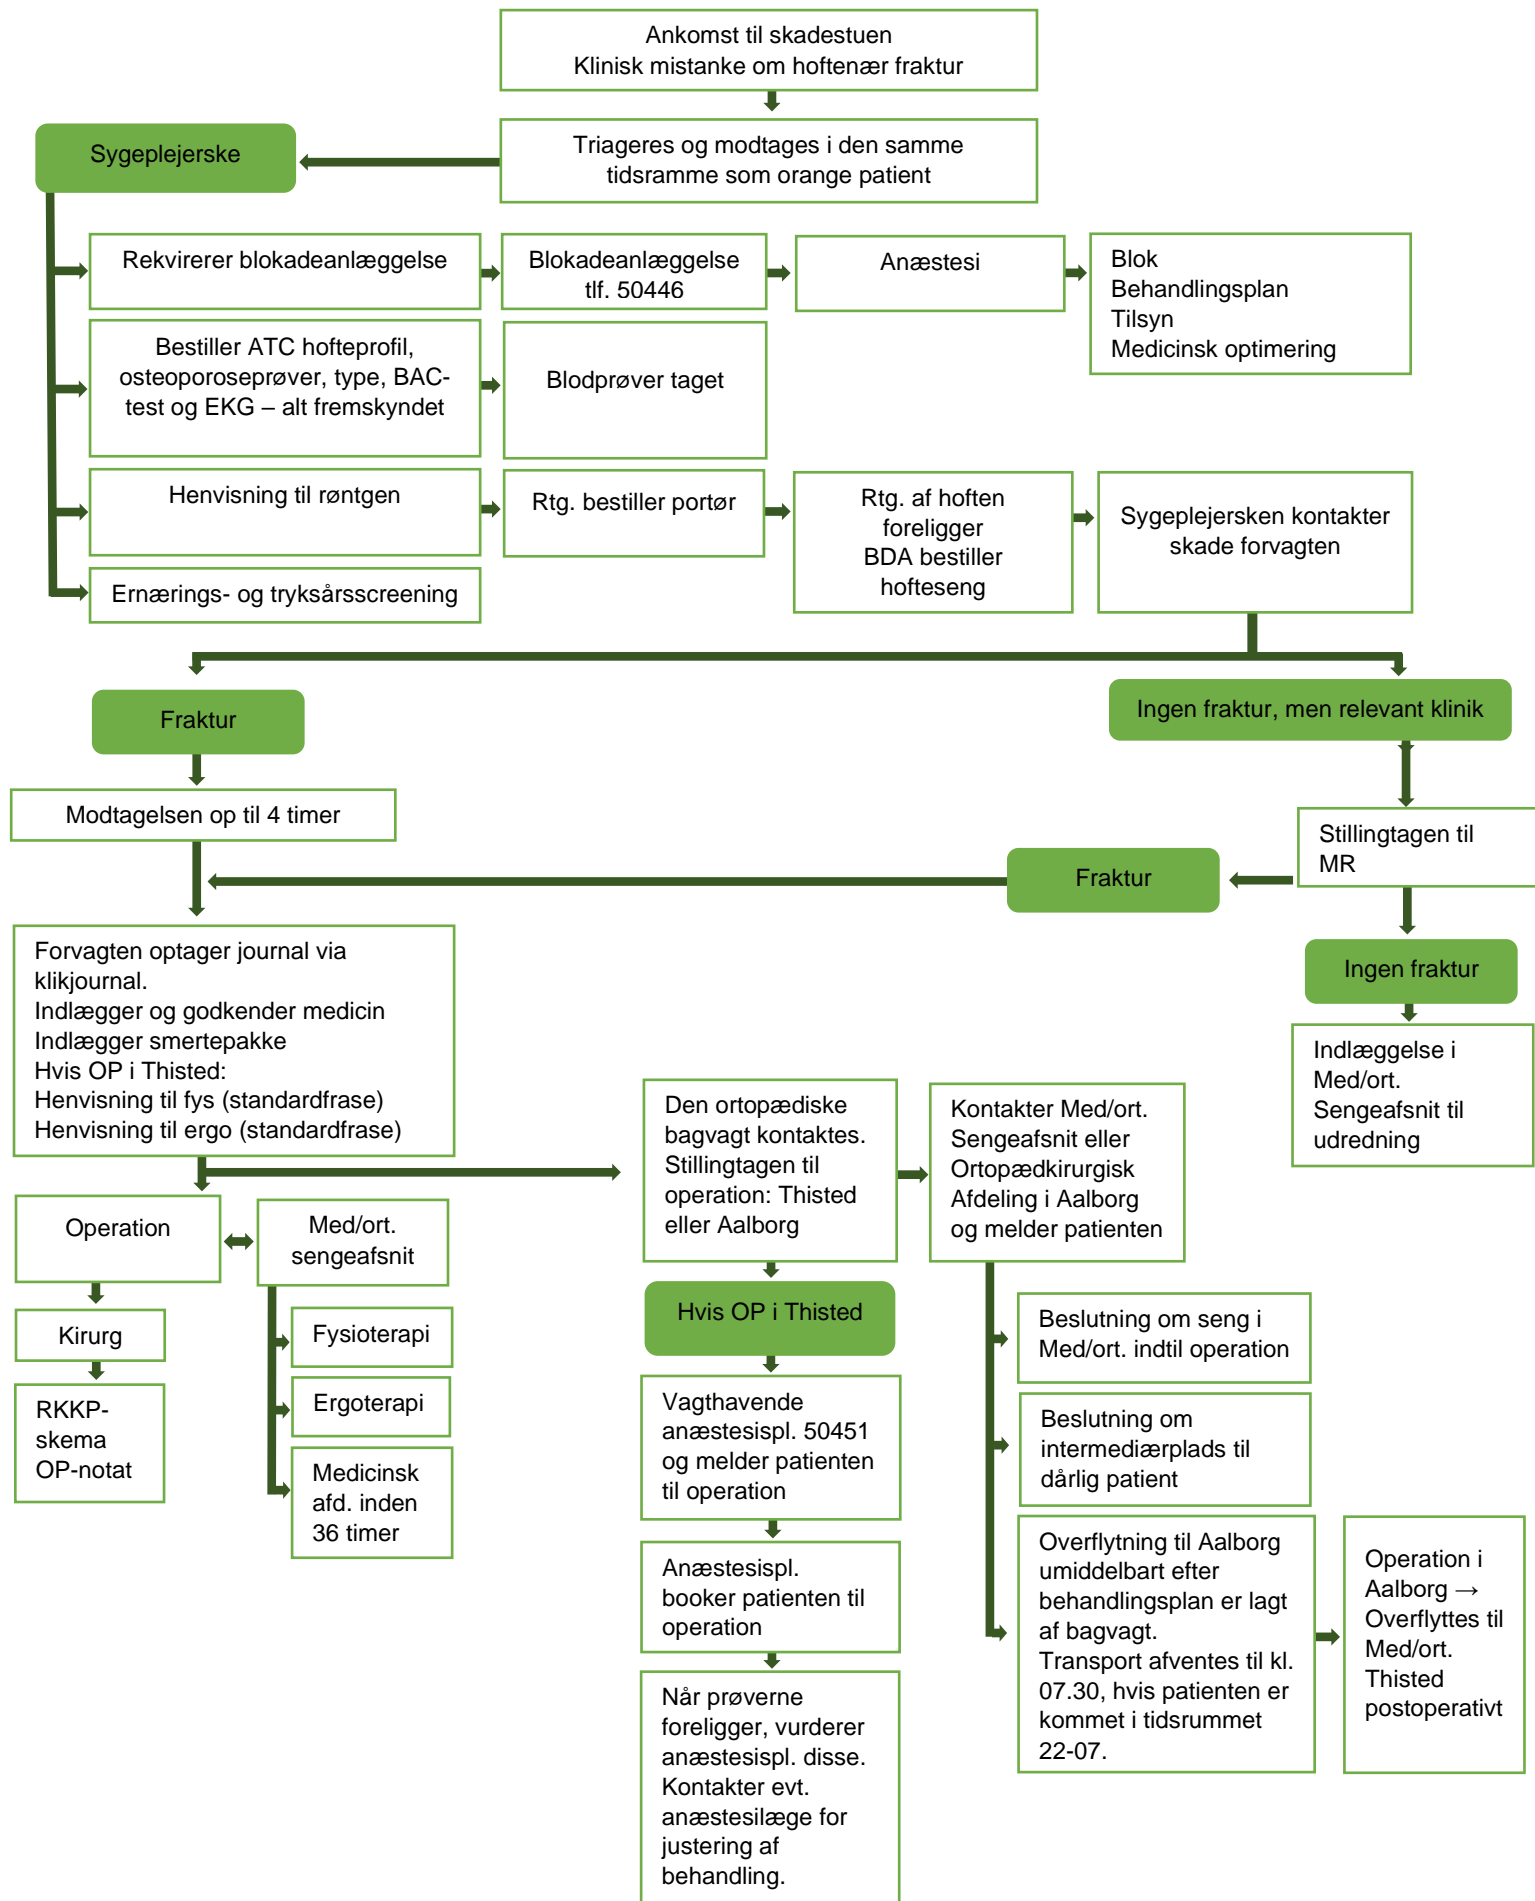 Ankomst til skadestuen
Klinisk mistanke om hoftenær fraktur
Sygeplejerske
Triageres og modtages i den samme
tidsramme som orange patient
Rekvirerer blokadeanlæggelse
Blokadeanlæggelse
tlf. 50446
Anæstesi
Blok
Behandlingsplan
Tilsyn
Medicinsk optimering
Bestiller ATC hofteprofil,
osteoporoseprøver, type, BAC-
test og EKG – alt fremskyndet
Blodprøver taget
Henvisning til røntgen
Rtg. bestiller portør
Rtg. af hoften
foreligger
BDA bestiller
hofteseng
Sygeplejersken kontakter
skade forvagten
Ernærings- og tryksårsscreening
Fraktur
Ingen fraktur, men relevant klinik
Modtagelsen op til 4 timer
Stillingtagen til
MR
Fraktur
Ingen fraktur
Indlæggelse i
Med/ort.
Sengeafsnit til
udredning
Forvagten optager journal via
klikjournal.
Indlægger og godkender medicin
Indlægger smertepakke
Hvis OP i Thisted:
Henvisning til fys (standardfrase)
Henvisning til ergo (standardfrase)
Den ortopædiske
bagvagt kontaktes.
Stillingtagen til
operation: Thisted
eller Aalborg
Kontakter Med/ort.
Sengeafsnit eller
Ortopædkirurgisk
Afdeling i Aalborg
og melder patienten
Operation
Med/ort.
sengeafsnit
Kirurg
RKKP-
skema
OP-notat
Fysioterapi
Ergoterapi
Medicinsk
afd. inden
36 timer
Hvis OP i Thisted
Vagthavende
anæstesispl. 50451
og melder patienten
til operation
Anæstesispl.
booker patienten til
operation
Når prøverne
foreligger, vurderer
anæstesispl. disse.
Kontakter evt.
anæstesilæge for
justering af
behandling.
Beslutning om seng i
Med/ort. indtil operation
Beslutning om
intermediærplads til
dårlig patient
Overflytning til Aalborg
umiddelbart efter
behandlingsplan er lagt
af bagvagt.
Transport afventes til kl.
07.30, hvis patienten er
kommet i tidsrummet
22-07.
Operation i
Aalborg →
Overflyttes til
Med/ort.
Thisted
postoperativt